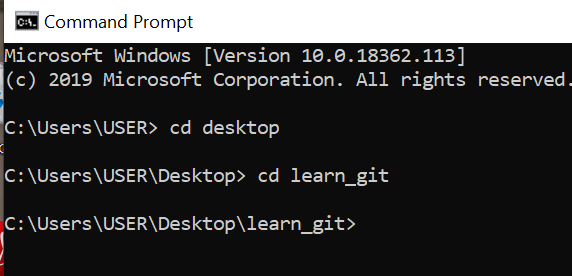 Command Prompt
Microsoft Windows [Version 10.0.18362.113]
(c) 2019 Microsoft Corporation. All rights reserved.
C:\Users\USER> cd desktop
C:\Users\USER\Desktop> cd learn_git
C:\Users\USER\Desktop\learn_git>